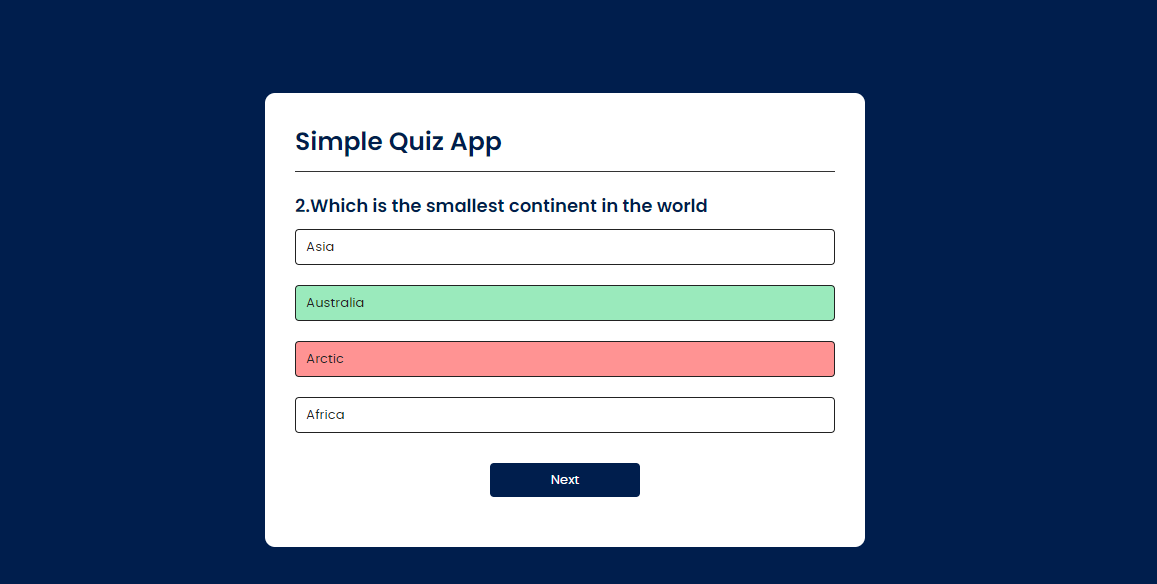 Simple Quiz App
2.Which is the smallest continent in the world
Asia
Australia
Arctic
Africa
Next